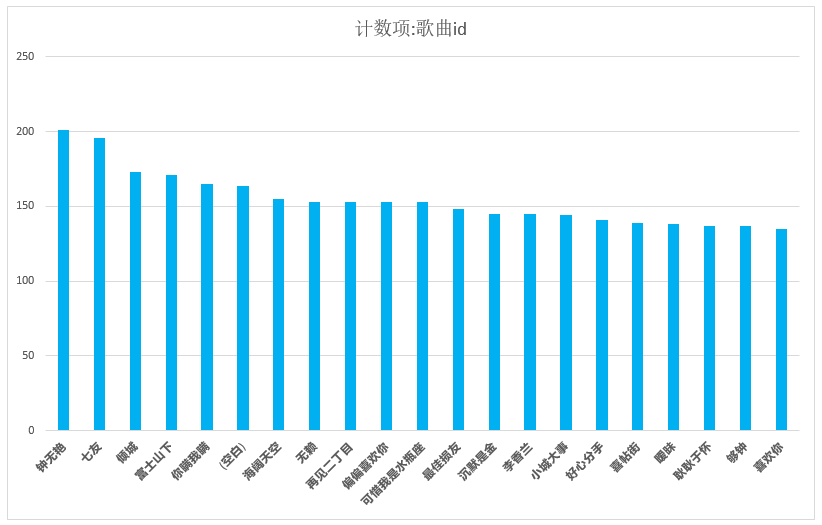 计数项:歌曲id
250
200
150
100
50
0
钟无艳
七友
倾城
富士山下
你瞒我瞒
(空白)
海阔天空
无赖
再见二丁目
偏偏喜欢你
可惜我是水瓶座
最佳损友
沉默是金
李香兰
小城大事
好心分手
喜帖街
暧昧
耿耿于怀
够钟
喜欢你